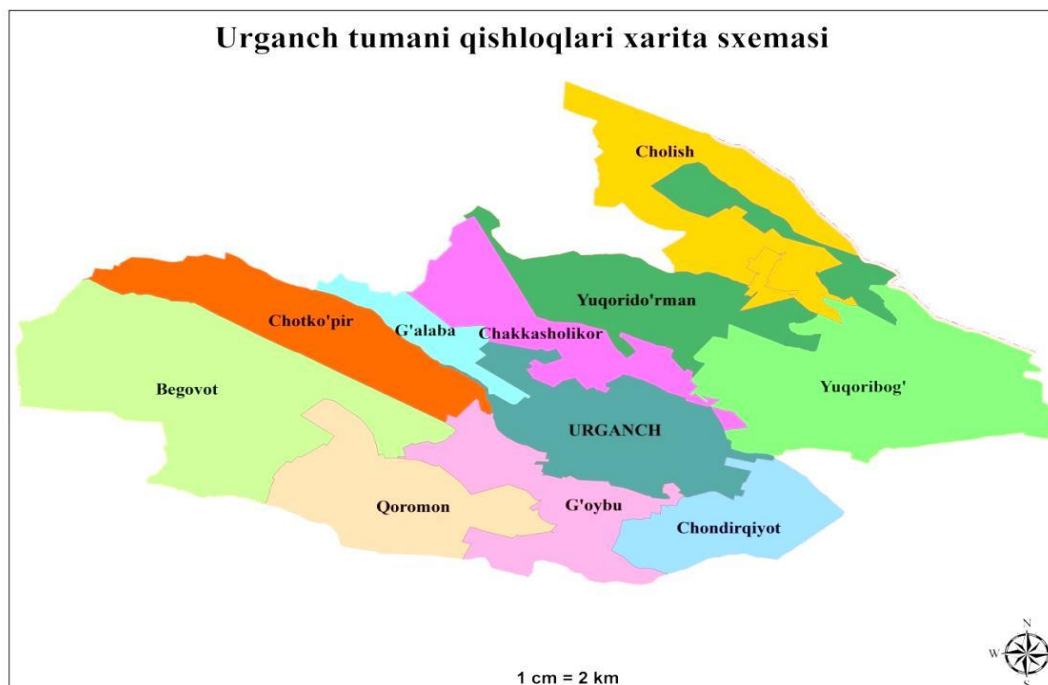 Urganch tumani qishloqlari xarita sxemasi
Cholish
Yuqorido'rman
Chotko'pir
G'alaba
Chakkasholikor
Begovot
Yuqoribog'
URGANCH
Qoromon
G'oybu
Chondirqiyot
N
W
S
1 cm = 2 km